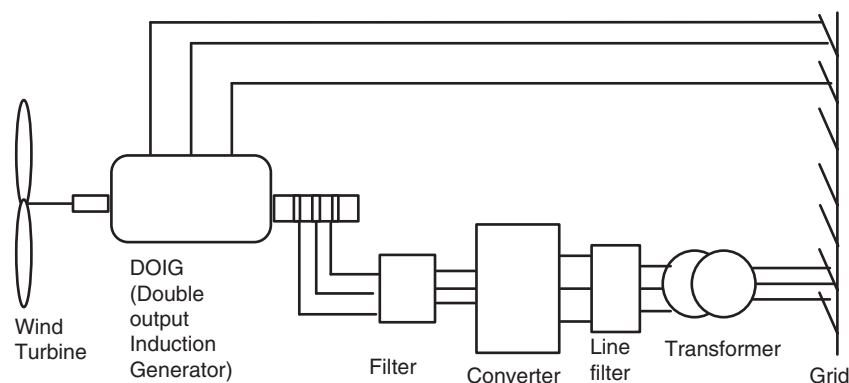 Wind
Turbine
DOIG
(Double
output
Induction
Generator)
Filter
Converter
Line
filter
Transformer
Grid